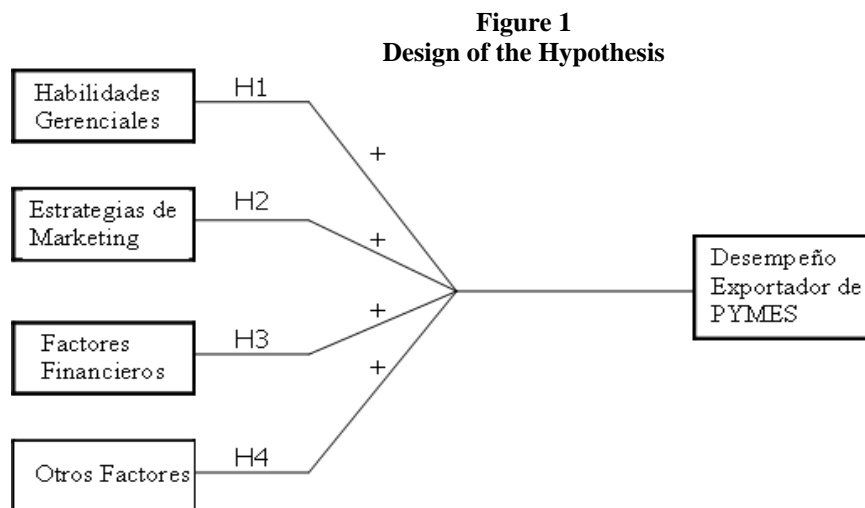 Figure 1
Design of the Hypothesis
Habilidades
Gerenciales
H1
+
Estrategias de
Marketing
H2
+
Desempeño
Exportador de
PYMES
Factores
Financieros
H3
+
+
Otros Factores
H4